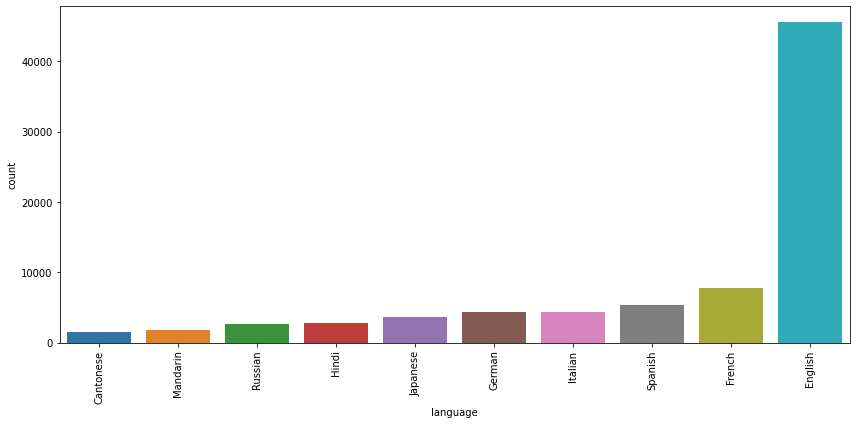 count
40000
30000
20000
10000
0
Cantonese
Mandarin
Russian
Hindi
Japanese
German
Italian
Spanish
French
English
language